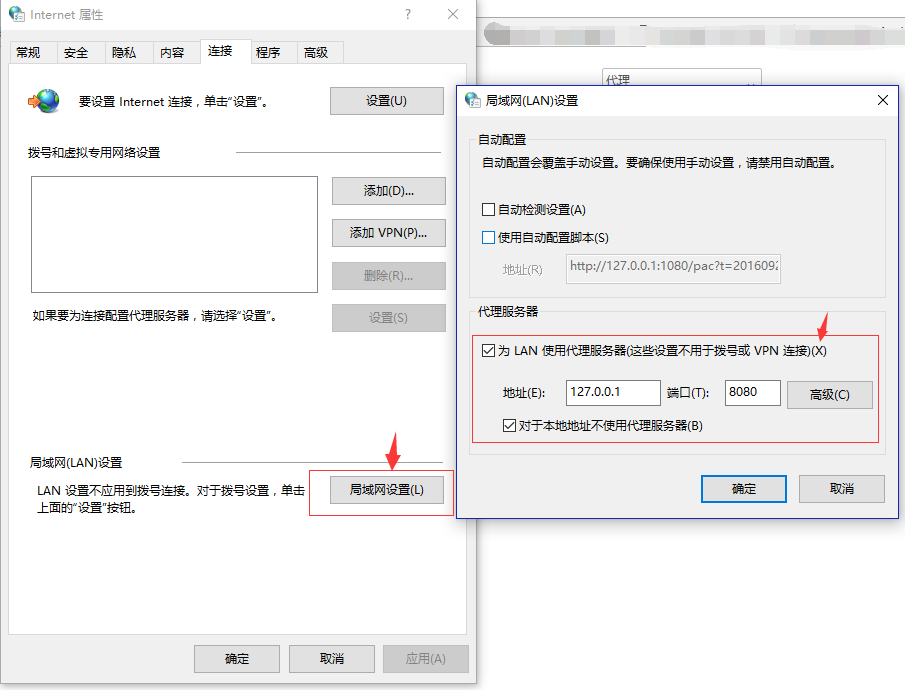 Internet 属性
?
常规 安全 隐私 内容 连接 程序 高级
要设置 Internet 连接，单击“设置”。
设置(U)
拨号和虚拟专用网络设置
添加(D)...
添加 VPN(P)...
删除(R)...
如果要为连接配置代理服务器，请选择“设置”。
设置(S)
局域网(LAN)设置
LAN 设置不应用到拨号连接。对于拨号设置，单击
上面的“设置”按钮。
局域网设置(L)
确定 取消 应用(A)
代理
局域网(LAN)设置
自动配置
自动配置会覆盖手动设置。要确保使用手动设置，请禁用自动配置。
自动检测设置(A)
使用自动配置脚本(S)
地址(R) http://127.0.0.1:1080/pac?t=201609
代理服务器
为 LAN 使用代理服务器(这些设置不用于拨号或 VPN 连接)(X)
地址(E): 127.0.0.1 端口(T): 8080 高级(C)
对于本地地址不使用代理服务器(B)
确定 取消